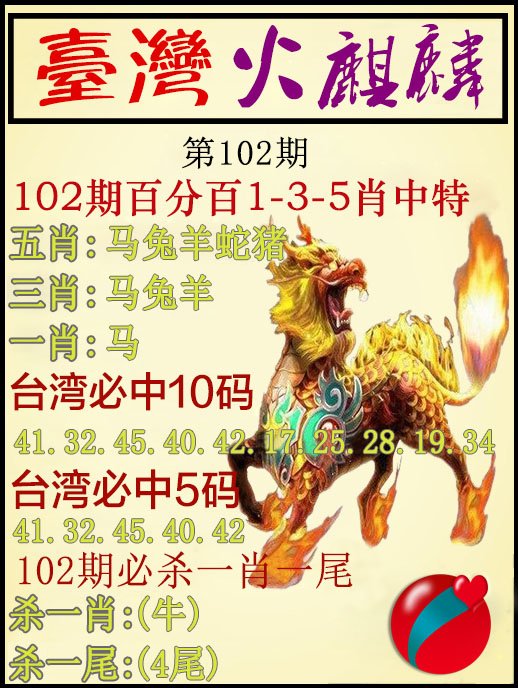 臺灣火麒麟
第102期
102期百分百1-3-5肖中特
五肖:马兔羊蛇猪
三肖:马兔羊
一肖:马
台湾必中10码
41.32.45.40.42.17.25.28.19.34
台湾必中5码
41.32.45.40.42
102期必杀一肖一尾
杀一肖:(牛)
杀一尾:(4尾)